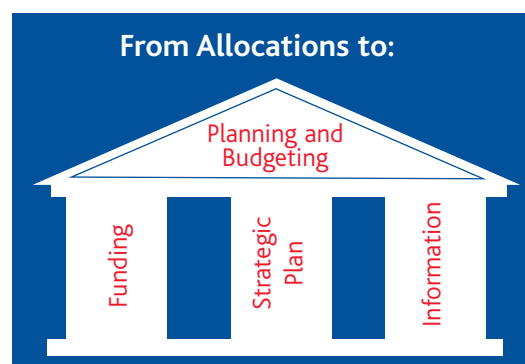 From Allocations to:
Planning and
Budgeting
Funding
Strategic
Plan
Information